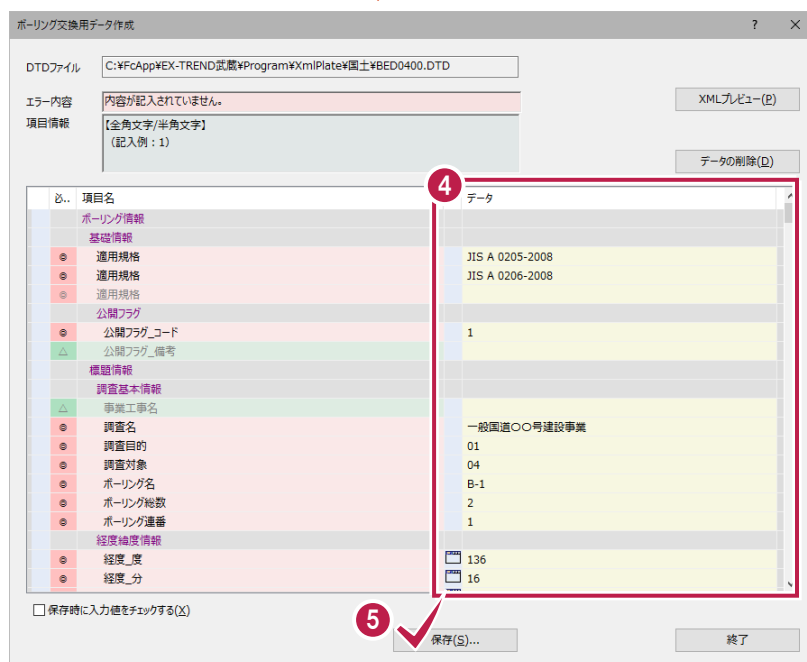 ボーリング交換用データ作成 ? ×
DTDファイル C:¥FcApp¥EX-TREND武蔵¥Program¥XmlPlate¥国土¥BED0400.DTD
エラー内容 内容が記入されていません。 XMLプレビュー(P)
項目情報 【全角文字/半角文字】
(記入例：1)
データの削除(D)
4
必.. 項目名 データ
ボーリング情報
基礎情報
◎ 適用規格 JIS A 0205-2008
◎ 適用規格 JIS A 0206-2008
◎ 適用規格
公開フラグ
◎ 公開フラグ_コード 1
△ 公開フラグ_備考
標題情報
調査基本情報
△ 事業工事名
◎ 調査名 一般国道〇〇号建設事業
◎ 調査目的 01
◎ 調査対象 04
◎ ボーリング名 B-1
◎ ボーリング総数 2
◎ ボーリング連番 1
経度緯度情報
◎ 経度_度 136
◎ 経度_分 16
保存時に入力値をチェックする(X)
5
保存(S)... 終了